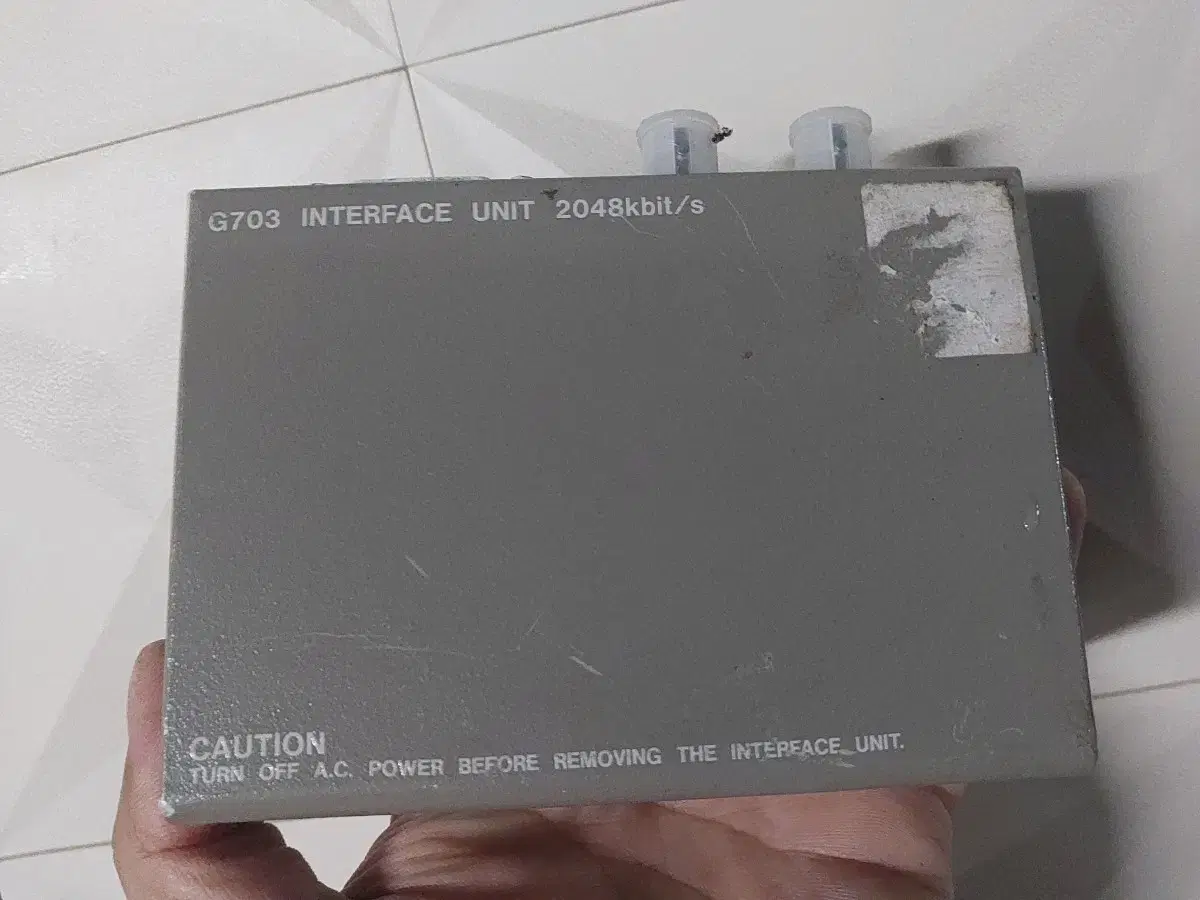 G703 INTERFACE UNIT 2048kbit/s
CAUTION
TURN OFF A.C. POWER BEFORE REMOVING THE INTERFACE UNIT.